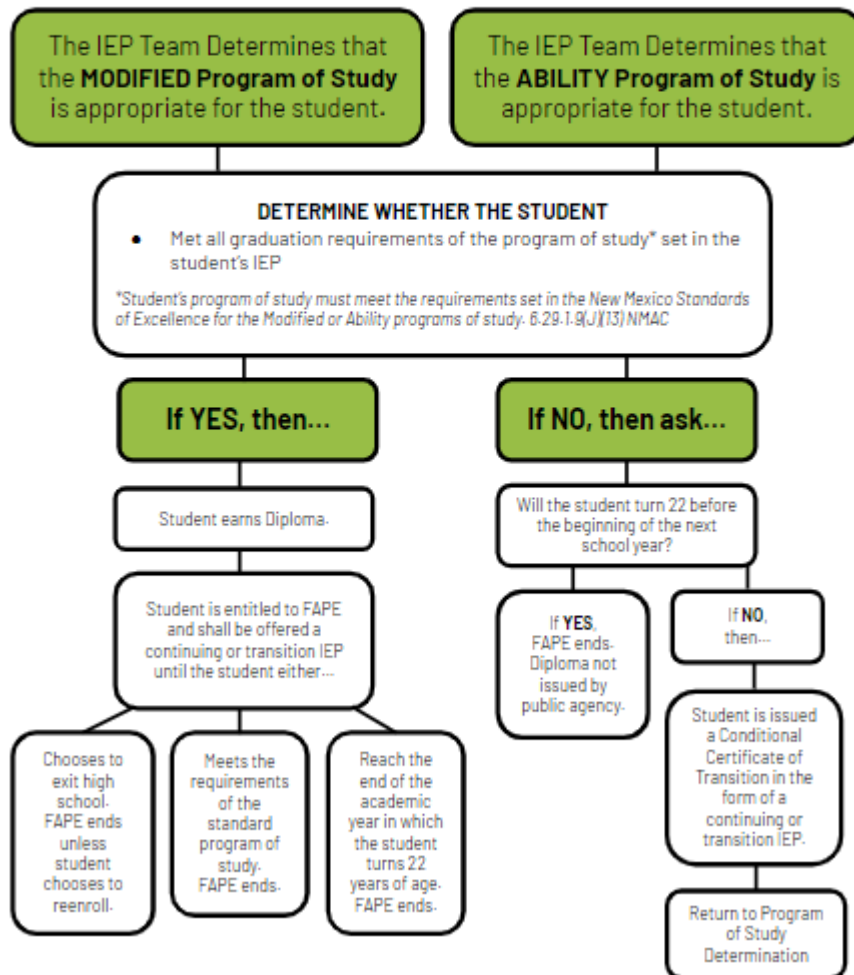 The IEP Team Determines that
the MODIFIED Program of Study
is appropriate for the student.
The IEP Team Determines that
the ABILITY Program of Study is
appropriate for the student.
DETERMINE WHETHER THE STUDENT
● Met all graduation requirements of the program of study* set in the
student's IEP
*Student's program of study must meet the requirements set in the New Mexico Standards
of Excellence for the Modified or Ability programs of study. 6.29.1.9(J)(13) NMAC
If YES, then...
Student earns Diploma.
Student is entitled to FAPE
and shall be offered a
continuing or transition IEP
until the student either...
Chooses to
exit high
school.
FAPE ends
unless
student
chooses to
reenroll.
Meets the
requirements
of the
standard
program of
study.
FAPE ends.
Reach the
end of the
academic
year in which
the student
turns 22
years of age.
FAPE ends.
If NO, then ask...
Will the student turn 22 before
the beginning of the next
school year?
If YES,
FAPE ends.
Diploma not
issued by
public agency.
If NO,
then...
Student is issued
a Conditional
Certificate of
Transition in the
form of a
continuing or
transition IEP.
Return to Program
of Study
Determination